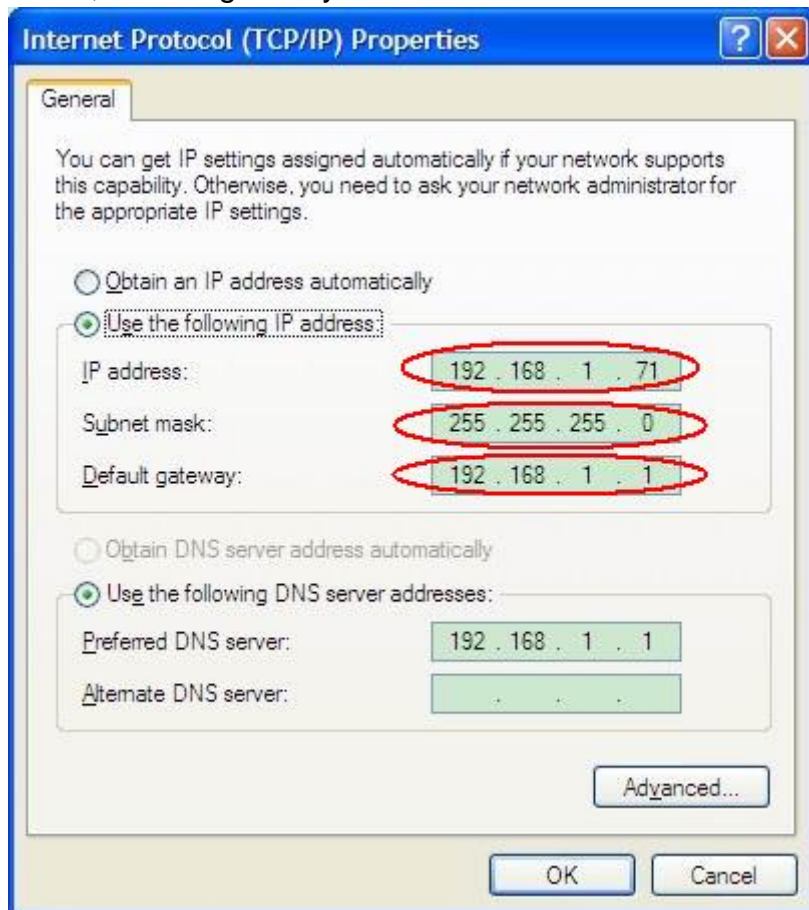 Internet Protocol (TCP/IP) Properties
General
You can get IP settings assigned automatically if your network supports
this capability. Otherwise, you need to ask your network administrator for
the appropriate IP settings.
Obtain an IP address automatically
Use the following IP address:
IP address: 192 . 168 . 1 . 71
Subnet mask: 255 . 255 . 255 . 0
Default gateway: 192 . 168 . 1 . 1
Obtain DNS server address automatically
Use the following DNS server addresses:
Preferred DNS server: 192 . 168 . 1 . 1
Alternate DNS server: . . .
Advanced...
OK Cancel